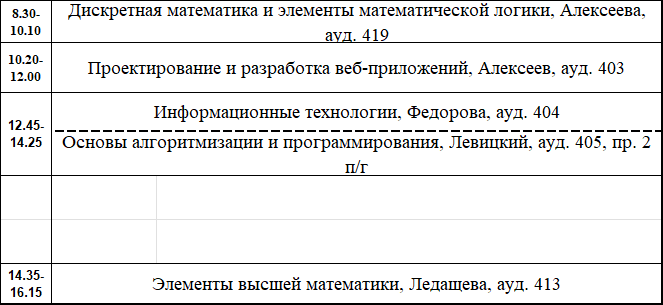 8.30-
10.10
Дискретная математика и элементы математической логики, Алексеева,
ауд. 419
10.20-
12.00
Проектирование и разработка веб-приложений, Алексеев, ауд. 403
12.45-
14.25
Информационные технологии, Федорова, ауд. 404
Основы алгоритмизации и программирования, Левицкий, ауд. 405, пр. 2
п/г
14.35-
16.15
Элементы высшей математики, Ледащева, ауд. 413